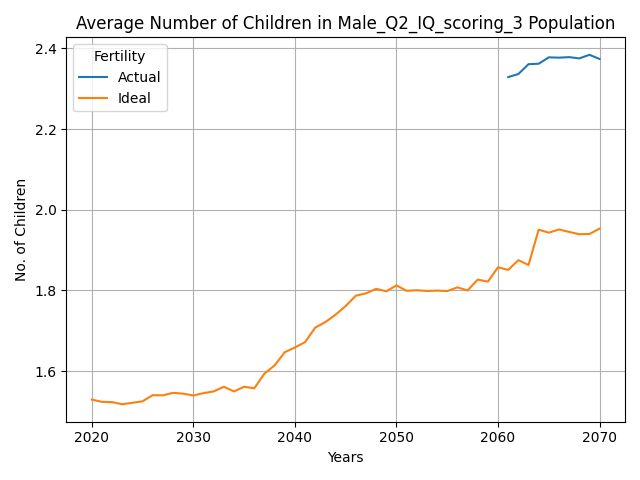 Average Number of Children in Male_Q2_IQ_scoring_3 Population
Fertility
Actual
Ideal
No. of Children
2.4
2.2
2.0
1.8
1.6
2020 2030 2040 2050 2060 2070
Years